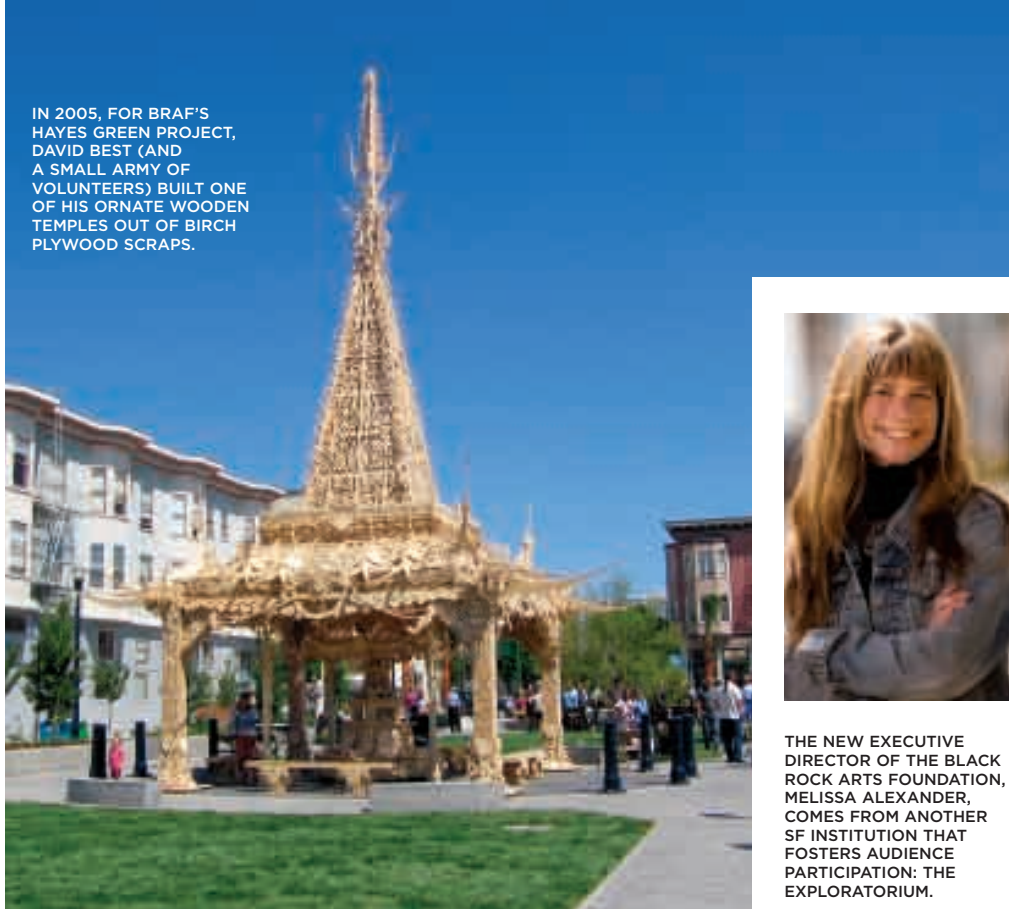 IN 2005, FOR BRAF'S
HAYES GREEN PROJECT,
DAVID BEST (AND
A SMALL ARMY OF
VOLUNTEERS) BUILT ONE
OF HIS ORNATE WOODEN
TEMPLES OUT OF BIRCH
PLYWOOD SCRAPS.
THE NEW EXECUTIVE
DIRECTOR OF THE BLACK
ROCK ARTS FOUNDATION,
MELISSA ALEXANDER,
COMES FROM ANOTHER
SF INSTITUTION THAT
FOSTERS AUDIENCE
PARTICIPATION: THE
EXPLORATORIUM.